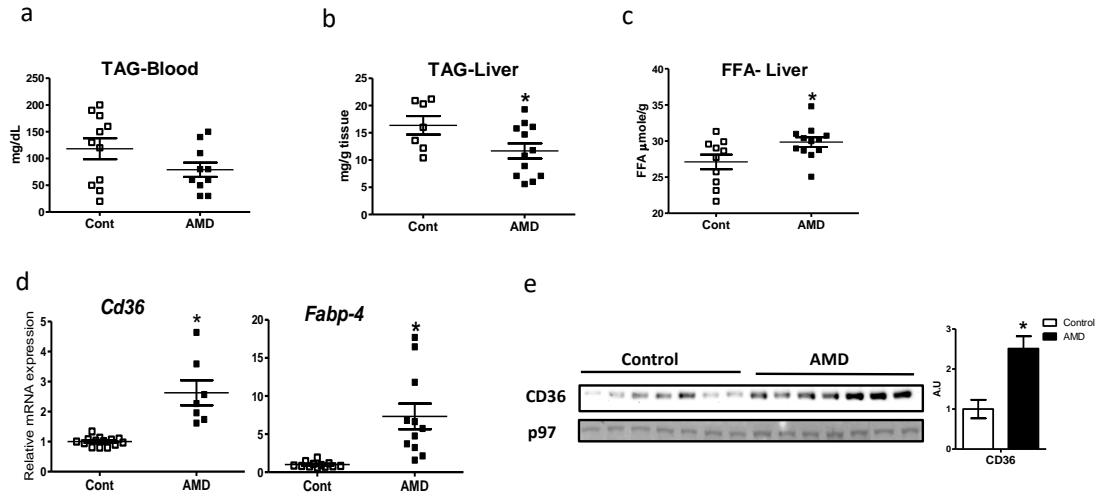 a
TAG-Blood
mg/dL
250
200
150
100
50
0
Cont
AMD
b
TAG-Liver
mg/g tissue
25
20
15
10
5
0
*
Cont
AMD
c
FFA- Liver
FFA µmole/g
35
30
25
20
*
Cont
AMD
d
Cd36
Relative mRNA expression
5
4
3
2
1
0
*
Cont
AMD
Fabp-4
20
15
10
5
0
*
Cont
AMD
e
Control
AMD
CD36
p97
Control
AMD
A.U
3
2
1
0
*
CD36